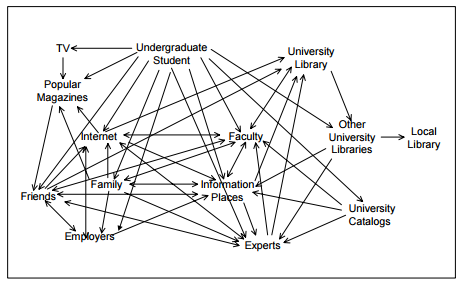 TV
Undergraduate
Student
University
Library
Popular
Magazines
Internet
Faculty
Other
University
Libraries
Local
Library
Friends
Family
Information
Places
University
Catalogs
Employers
Experts